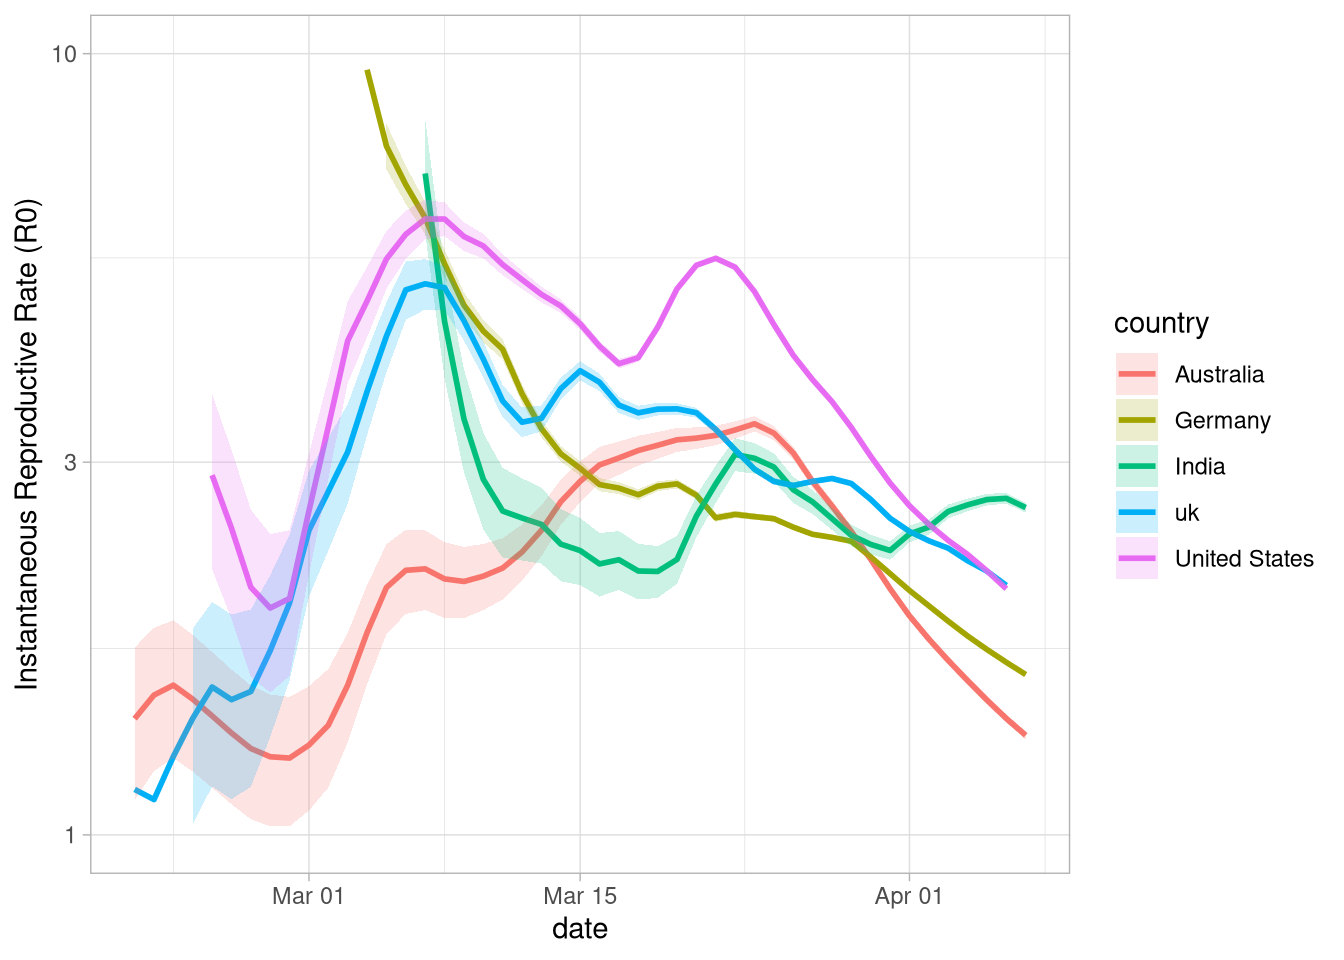 Instantaneous Reproductive Rate (R0)
10
3
1
Mar 01
Mar 15
Apr 01
date
country
Australia
Germany
India
uk
United States